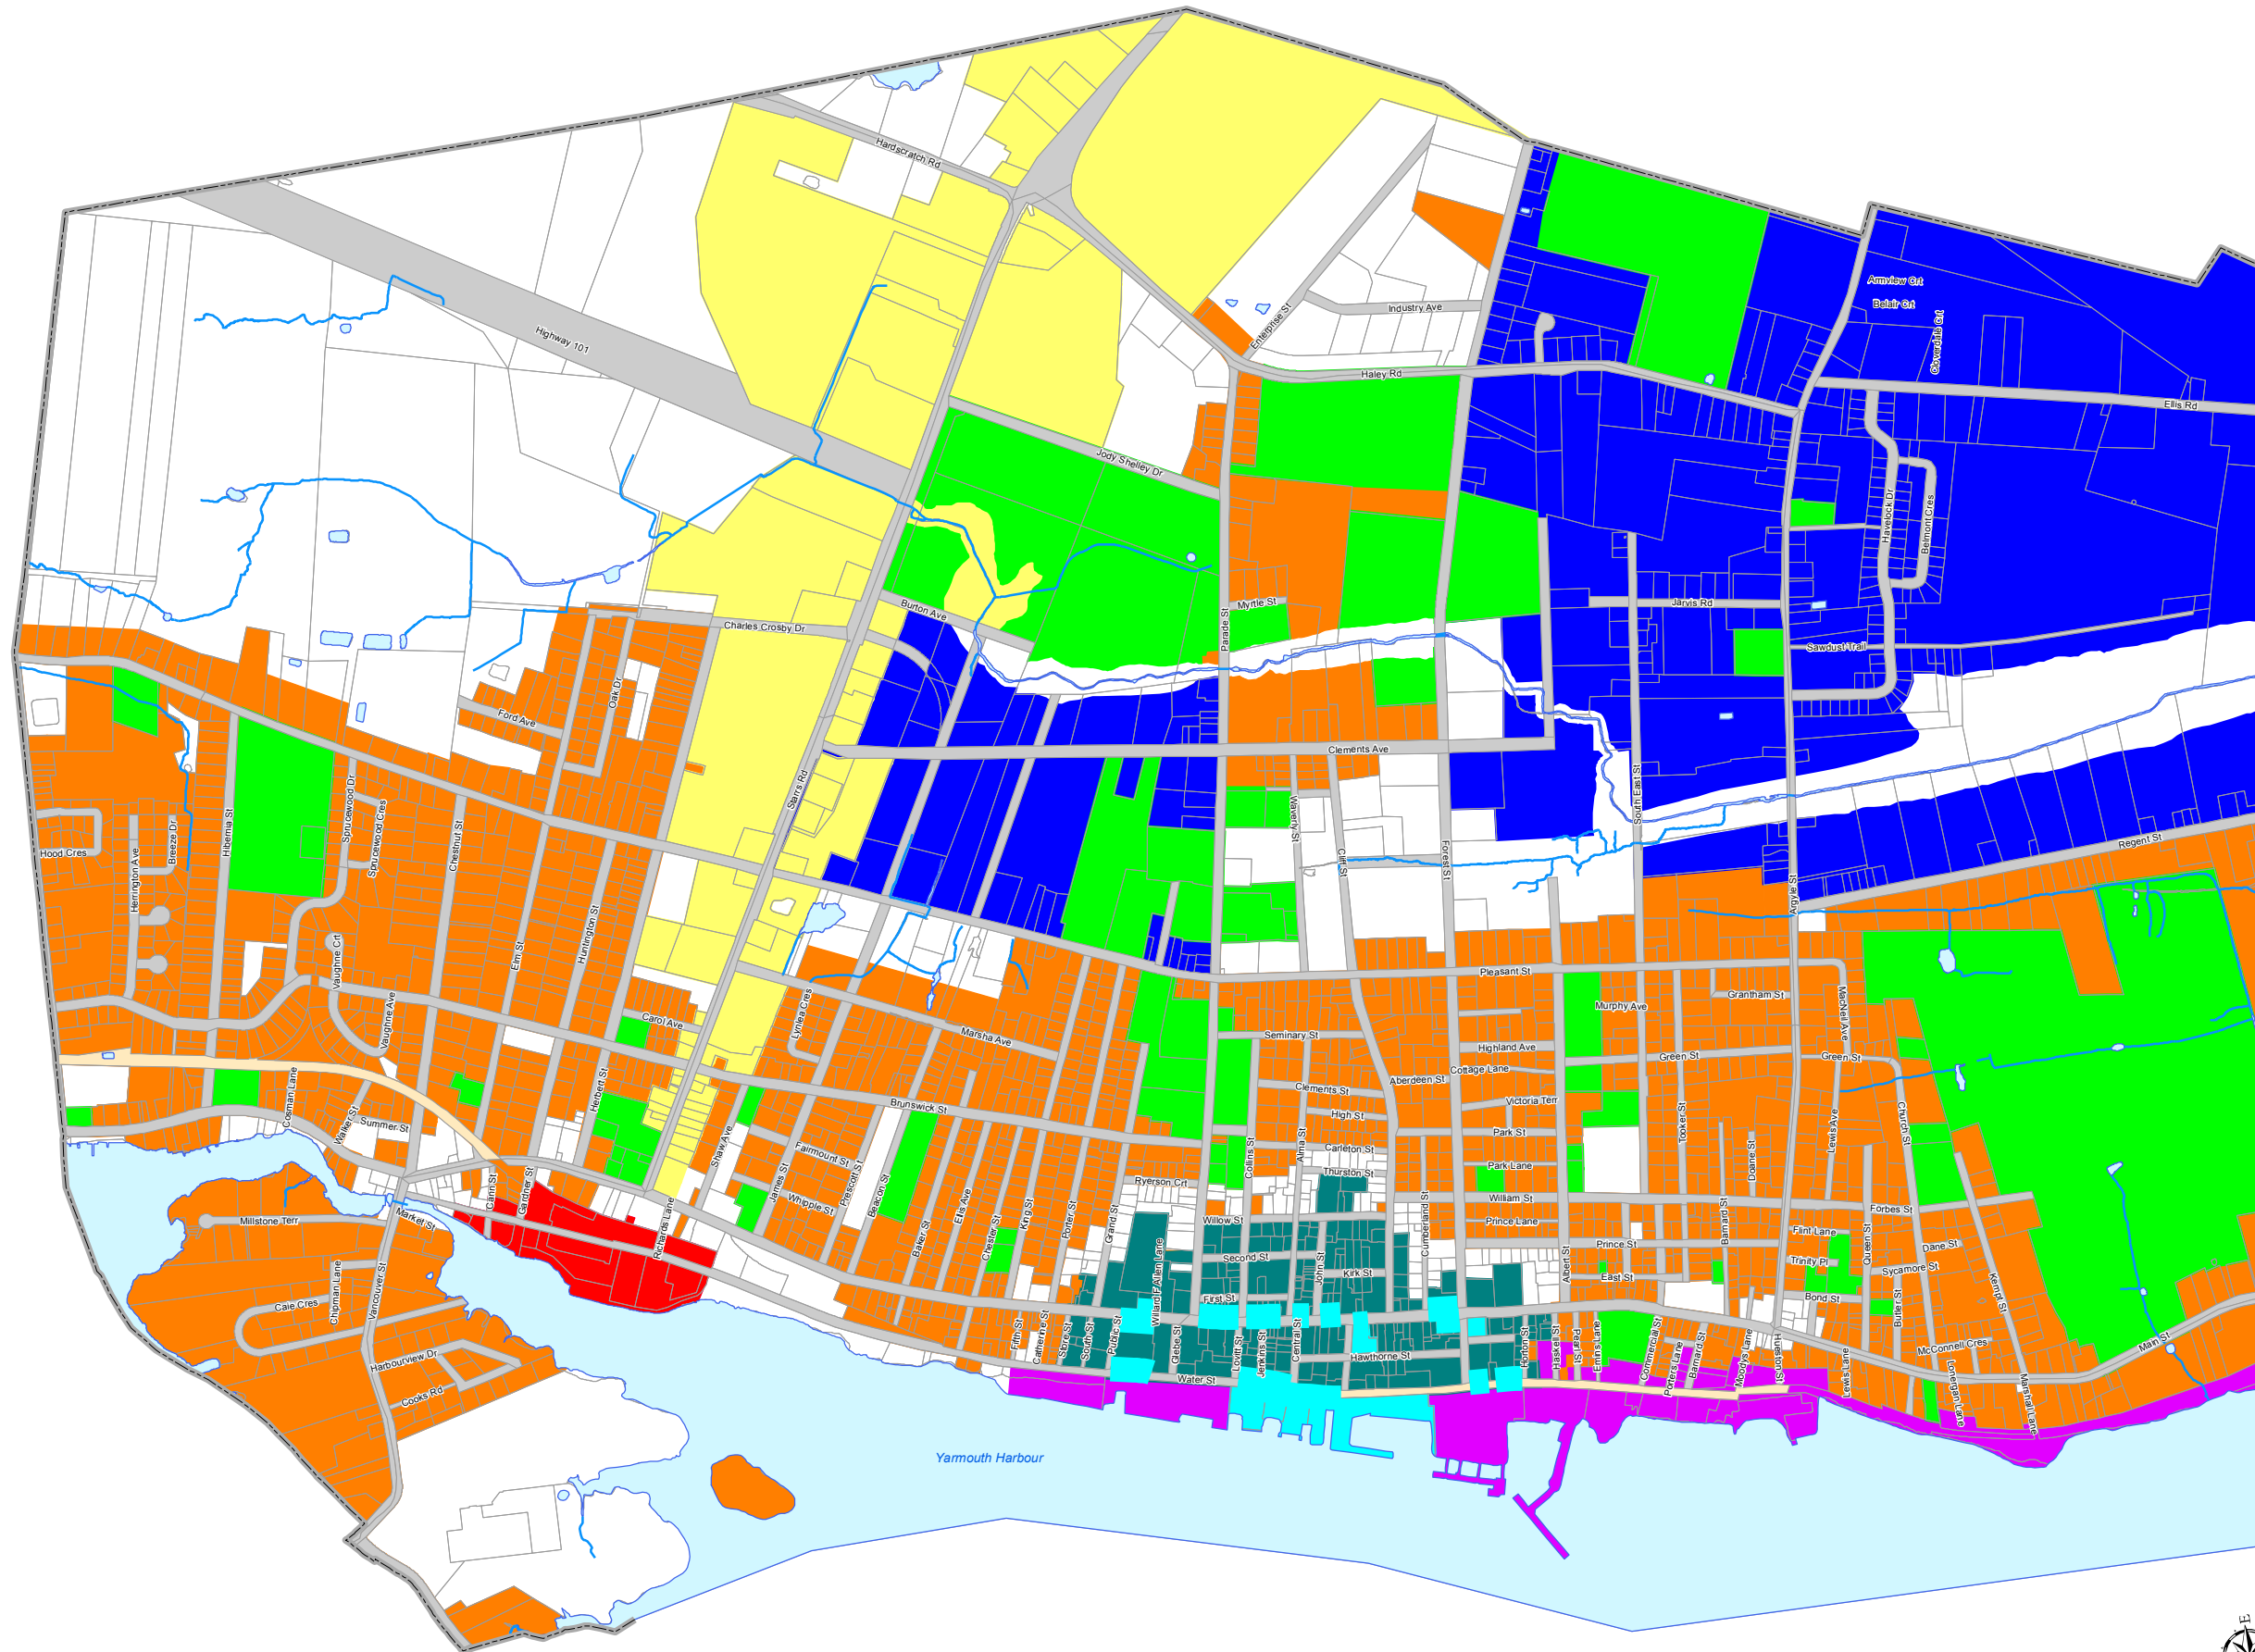 Hardscratch Rd
Highway 101
Enterprise St
Industry Ave
Haley Rd
Jody Shelley Dr
Armview Crt
Belair Crt
Cloverdale Crt
Ellis Rd
Havelock Dr
Belmont Cres
Burton Ave
Charles Crosby Dr
Parade St
Myrtle St
Jarvis Rd
Sawdust Trail
Oak Dr
Ford Ave
Clements Ave
Starrs Rd
South East St
Hood Cres
Herrington Ave
Breeze Dr
Hibernia St
Sprucewood Dr
Sprucewood Cres
Chestnut St
Waverly St
Cliff St
Forest St
Argyle St
Regent St
Vaughne Crt
Elm St
Huntington St
Pleasant St
Vaughne Ave
Carol Ave
Lynlea Cres
Marsha Ave
Seminary St
Murphy Ave
Grantham St
MacNeil Ave
Highland Ave
Green St
Green St
Cosman Lane
Walker St
Summer St
Herbert St
Brunswick St
Clements St
Aberdeen St
Cottage Lane
Victoria Terr
High St
Park St
Tooker St
Doane St
Lewis Ave
Church St
Cann St
Gardner St
Shaw Ave
Fairmount St
James St
Whipple St
Prescott St
Beacon St
Ryerson Crt
Collins St
Alma St
Carleton St
Thurston St
Park Lane
William St
Forbes St
Millstone Terr
Market St
Richards Lane
Baker St
Ellis Ave
Chester St
King St
Porter St
Grand St
Willow St
Cumberland St
Prince Lane
Barnard St
Flint Lane
Queen St
Dane St
Chipman Lane
Vancouver St
Caie Cres
Willard F Allen Lane
Second St
John St
Kirk St
Albert St
Prince St
East St
Trinity Pl
Sycamore St
Kempt St
Harbourview Dr
Cooks Rd
Fifth St
Catherine St
Store St
South St
Public St
First St
Glebe St
Lovitt St
Jenkins St
Central St
Hawthorne St
Horton St
Haskell St
Pearl St
Emins Lane
Commercial St
Porters Lane
Barnard St
Moodys Lane
Hueston St
Bond St
Butler St
Lewis Lane
McConnell Cres
Lonergan Lane
Marshall Lane
Main St
Water St
Yarmouth Harbour
E